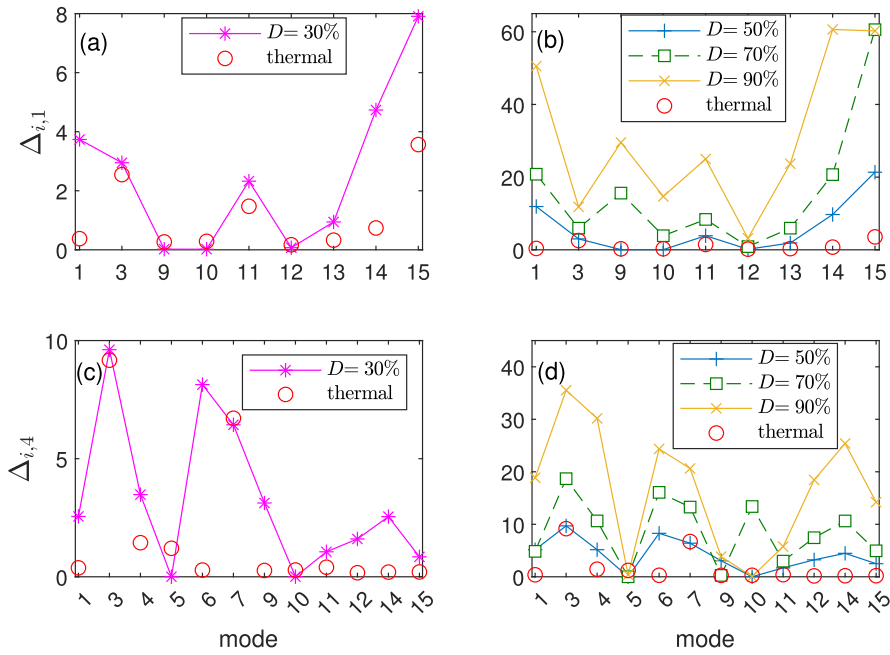 (a)
D = 30%
thermal
Δi,1
8
6
4
2
0
1 3 9 10 11 12 13 14 15
(b)
D = 50%
D = 70%
D = 90%
thermal
60
40
20
0
1 3 9 10 11 12 13 14 15
(c)
D = 30%
thermal
Δi,4
10
5
0
1 3 4 5 6 7 9 10 11 12 14 15
mode
(d)
D = 50%
D = 70%
D = 90%
thermal
40
30
20
10
0
1 3 4 5 6 7 9 10 11 12 14 15
mode